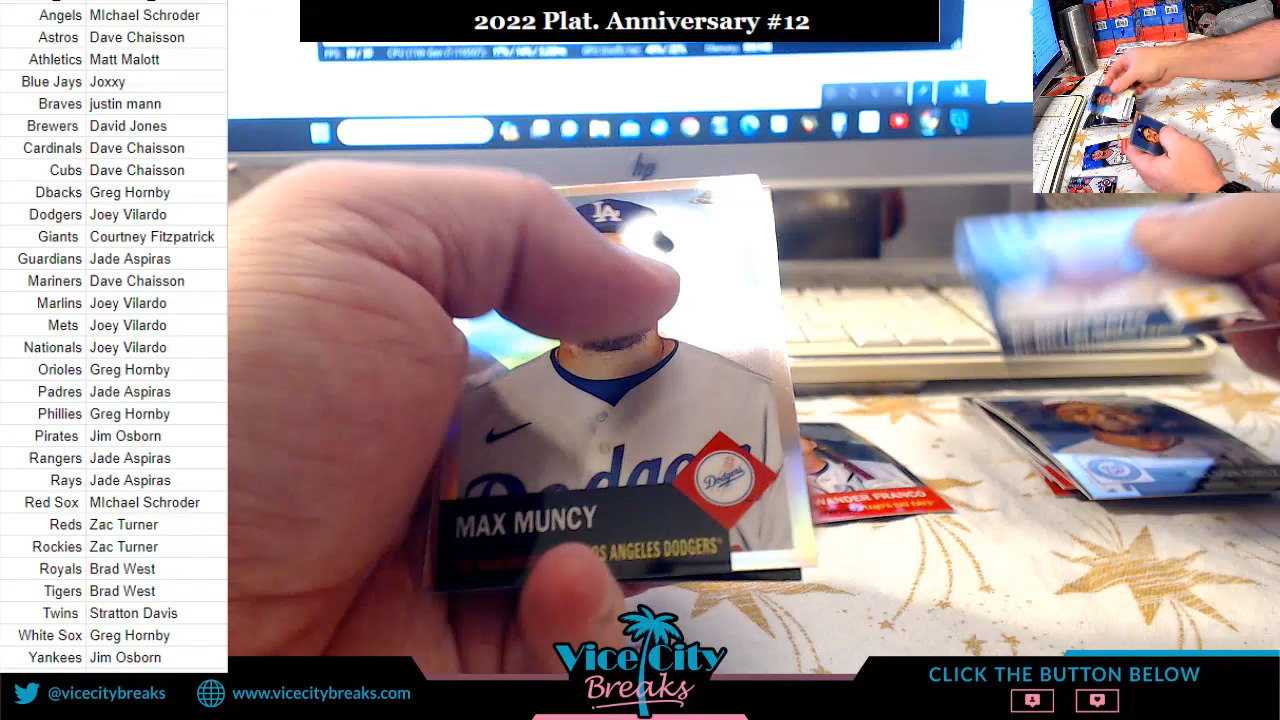 2022 Plat. Anniversary #12
Angels MIchael Schroder
Astros Dave Chaisson
Athletics Matt Malott
Blue Jays Joxxy
Braves justin mann
Brewers David Jones
Cardinals Dave Chaisson
Cubs Dave Chaisson
Dbacks Greg Hornby
Dodgers Joey Vilardo
Giants Courtney Fitzpatrick
Guardians Jade Aspiras
Mariners Dave Chaisson
Marlins Joey Vilardo
Mets Joey Vilardo
Nationals Joey Vilardo
Orioles Greg Hornby
Padres Jade Aspiras
Phillies Greg Hornby
Pirates Jim Osborn
Rangers Jade Aspiras
Rays Jade Aspiras
Red Sox MIchael Schroder
Reds Zac Turner
Rockies Zac Turner
Royals Brad West
Tigers Brad West
Twins Stratton Davis
White Sox Greg Hornby
Yankees Jim Osborn
hp
LA
Dodgers
MAX MUNCY
LOS ANGELES DODGERS
WANDER FRANCO
TAMPA BAY RAYS
Vice City
Breaks
@vicecitybreaks
www.vicecitybreaks.com
CLICK THE BUTTON BELOW